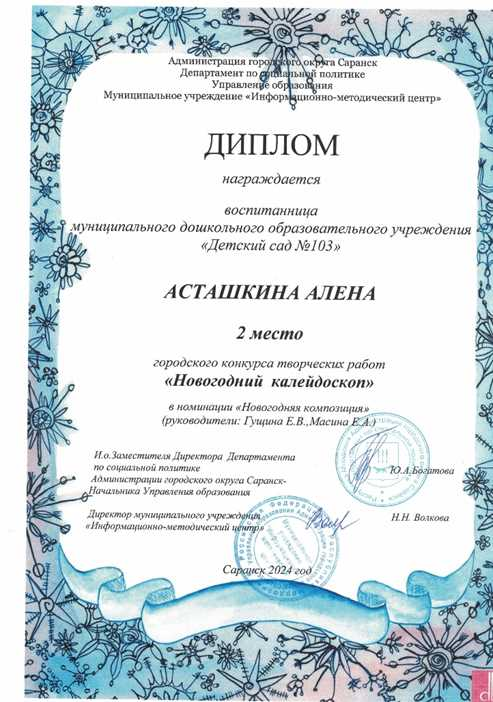 Администрация городского округа Саранск
Департамент по социальной политике
Управление образования
Муниципальное учреждение «Информационно-методический центр»
ДИПЛОМ
награждается
воспитанница
муниципального дошкольного образовательного учреждения
«Детский сад №103»
АСТАШКИНА АЛЕНА
2 место
городского конкурса творческих работ
«Новогодний калейдоскоп»
в номинации «Новогодняя композиция»
(руководители: Гущина Е.В.,Масина Е.А.)
И.о.Заместителя Директора Департамента
по социальной политике
Администрации городского округа Саранск-
Начальника Управления образования
Ю.А.Богатова
Директор муниципального учреждения
«Информационно-методический центр»
Н.Н. Волкова
Саранск 2024 год